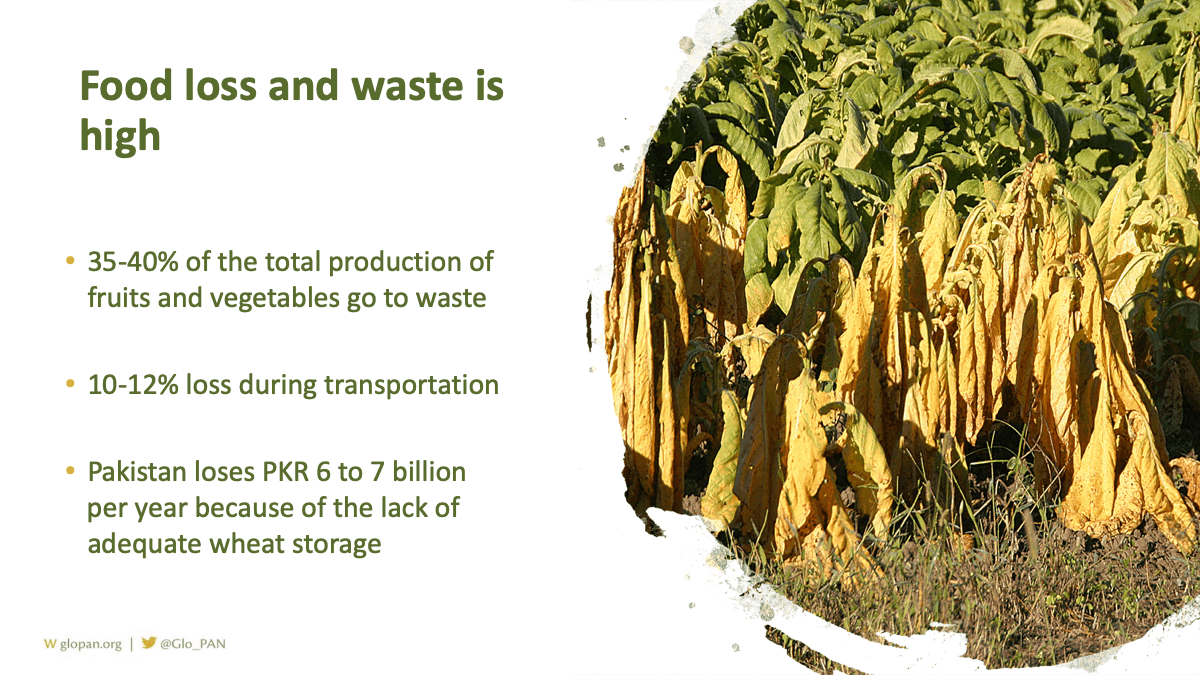 Food loss and waste is
high
• 35-40% of the total production of
fruits and vegetables go to waste
• 10-12% loss during transportation
• Pakistan loses PKR 6 to 7 billion
per year because of the lack of
adequate wheat storage
W glopan.org | @Glo_PAN